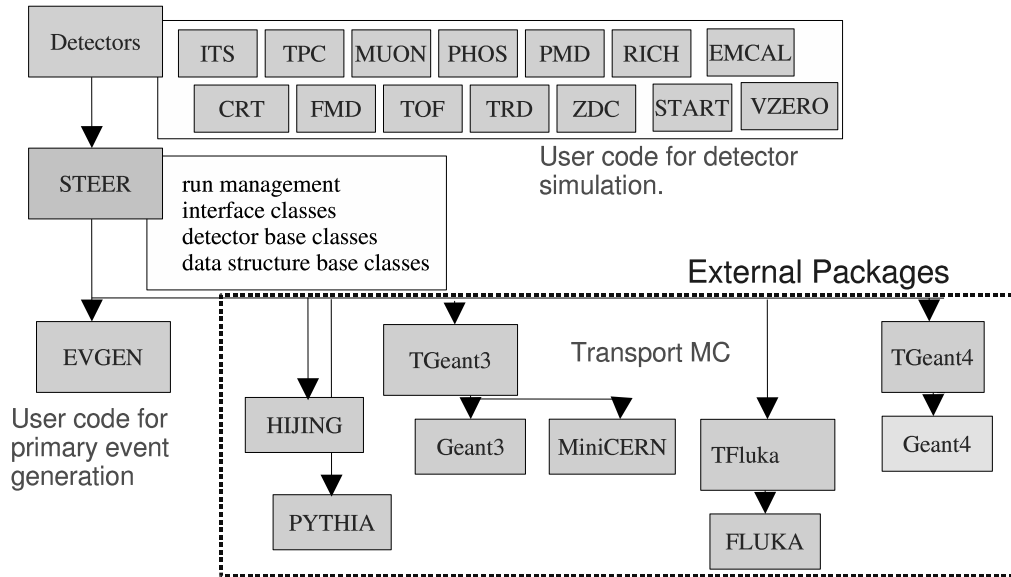 Detectors
ITS TPC MUON PHOS PMD RICH EMCAL
CRT FMD TOF TRD ZDC START VZERO
User code for detector
simulation.
STEER
run management
interface classes
detector base classes
data structure base classes
External Packages
EVGEN
TGeant3
Transport MC
TGeant4
User code for
primary event
generation
HIJING
Geant3
MiniCERN
TFluka
Geant4
PYTHIA
FLUKA